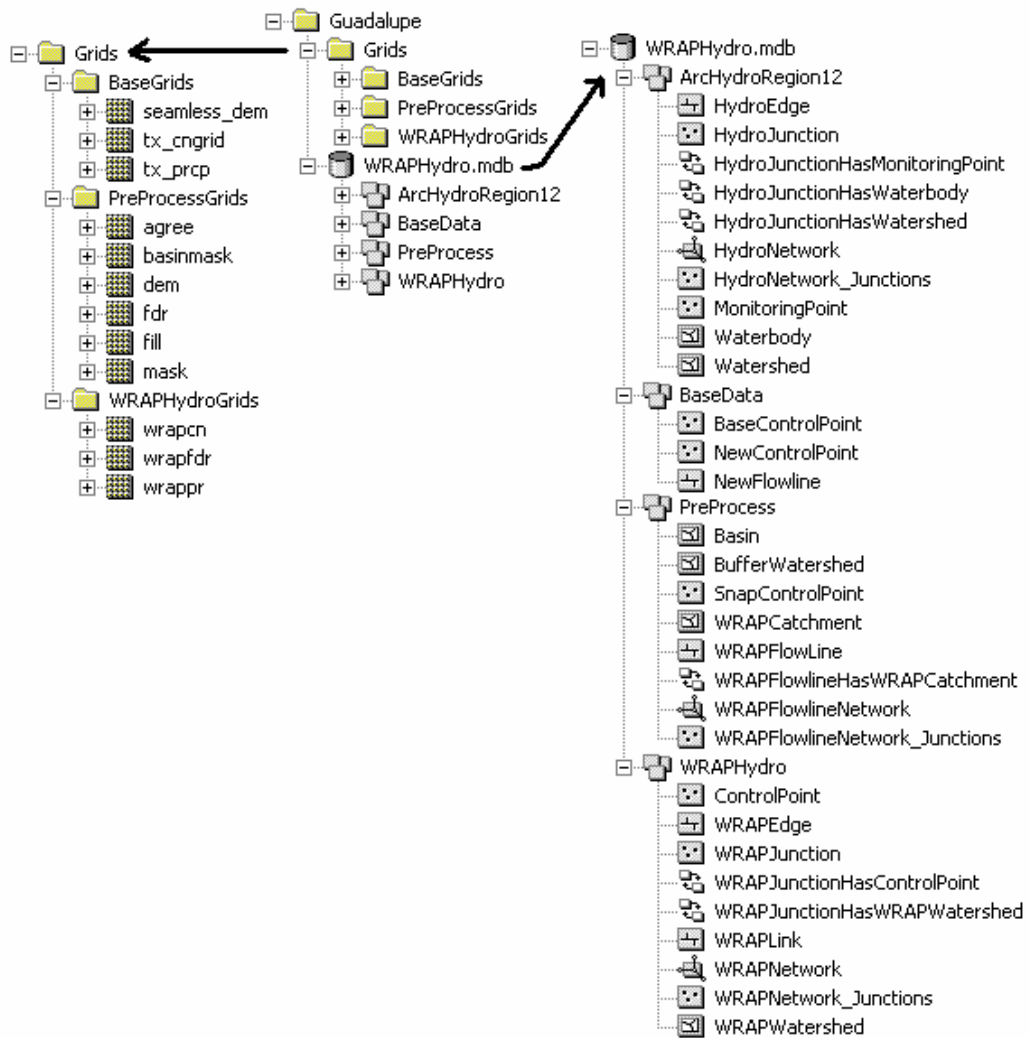 Grids
BaseGrids
seamless_dem
tx_cngrid
tx_prcp
PreProcessGrids
agree
basinmask
dem
fdr
fill
mask
WRAPHydroGrids
wrapcn
wrapfdr
wrappr
Guadalupe
Grids
BaseGrids
PreProcessGrids
WRAPHydroGrids
WRAPHydro.mdb
ArcHydroRegion12
BaseData
PreProcess
WRAPHydro
WRAPHydro.mdb
ArcHydroRegion12
HydroEdge
HydroJunction
HydroJunctionHasMonitoringPoint
HydroJunctionHasWaterbody
HydroJunctionHasWatershed
HydroNetwork
HydroNetwork_Junctions
MonitoringPoint
Waterbody
Watershed
BaseData
BaseControlPoint
NewControlPoint
NewFlowline
PreProcess
Basin
BufferWatershed
SnapControlPoint
WRAPCatchment
WRAPFlowLine
WRAPFlowlineHasWRAPCatchment
WRAPFlowlineNetwork
WRAPFlowlineNetwork_Junctions
WRAPHydro
ControlPoint
WRAPEdge
WRAPJunction
WRAPJunctionHasControlPoint
WRAPJunctionHasWRAPWatershed
WRAPLink
WRAPNetwork
WRAPNetwork_Junctions
WRAPWatershed